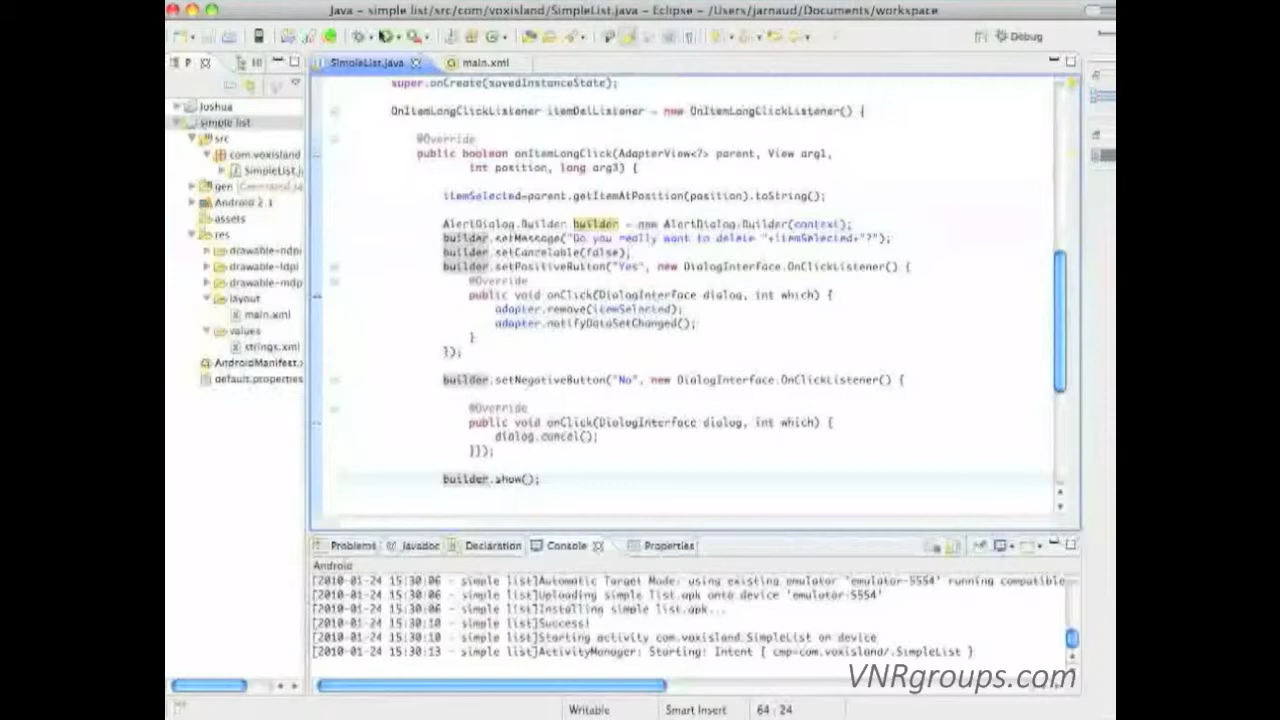 Java - simple list/src/com/voxisland/SimpleList.java - Eclipse - /Users/jarnaud/Documents/workspace
Debug
P
SimpleList.java
main.xml
Joshua
simple list
src
com.voxisland
SimpleList.j
gen
Android 2.1
assets
res
drawable-hdpi
drawable-ldpi
drawable-mdp
layout
main.xml
values
strings.xml
AndroidManifest.
default.properties
super.onCreate(savedInstanceState);
OnItemLongClickListener itemDelListener = new OnItemLongClickListener() {
@Override
public boolean onItemLongClick(AdapterView<?> parent, View arg1,
int position, long arg3) {
itemSelected=parent.getItemAtPosition(position).toString();
AlertDialog.Builder builder = new AlertDialog.Builder(context);
builder.setMessage("Do you really want to delete "+itemSelected+"?");
builder.setCancelable(false);
builder.setPositiveButton("Yes", new DialogInterface.OnClickListener() {
@Override
public void onClick(DialogInterface dialog, int which) {
adapter.remove(itemSelected);
adapter.notifyDataSetChanged();
}
});
builder.setNegativeButton("No", new DialogInterface.OnClickListener() {
@Override
public void onClick(DialogInterface dialog, int which) {
dialog.cancel();
}});
builder.show();
Problems
Javadoc
Declaration
Console
Properties
Android
[2010-01-24 15:30:06 - simple list]Automatic Target Mode: using existing emulator 'emulator-5554' running compatible
[2010-01-24 15:30:06 - simple list]Uploading simple list.apk onto device 'emulator-5554'
[2010-01-24 15:30:06 - simple list]Installing simple list.apk...
[2010-01-24 15:30:10 - simple list]Success!
[2010-01-24 15:30:10 - simple list]Starting activity com.voxisland.SimpleList on device
[2010-01-24 15:30:13 - simple list]ActivityManager: Starting: Intent { cmp=com.voxisland/.SimpleList }
VNRgroups.com
Writable
Smart Insert
64 : 24